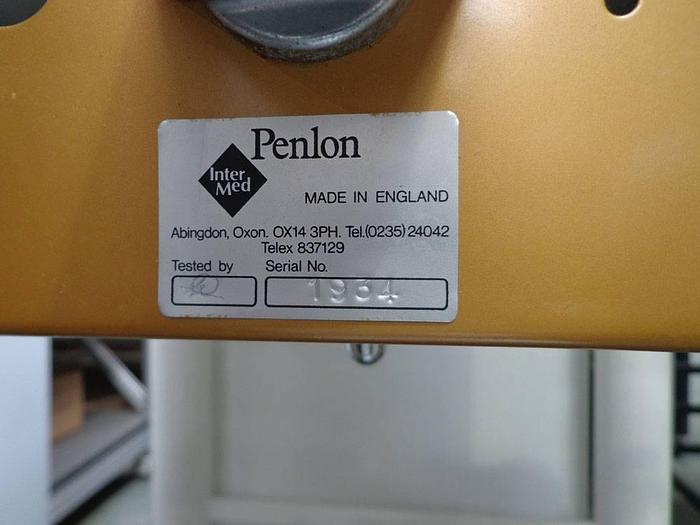 Penlon
Inter
Med
MADE IN ENGLAND
Abingdon, Oxon. OX14 3PH. Tel.(0235) 24042
Telex 837129
Tested by Serial No.
1934